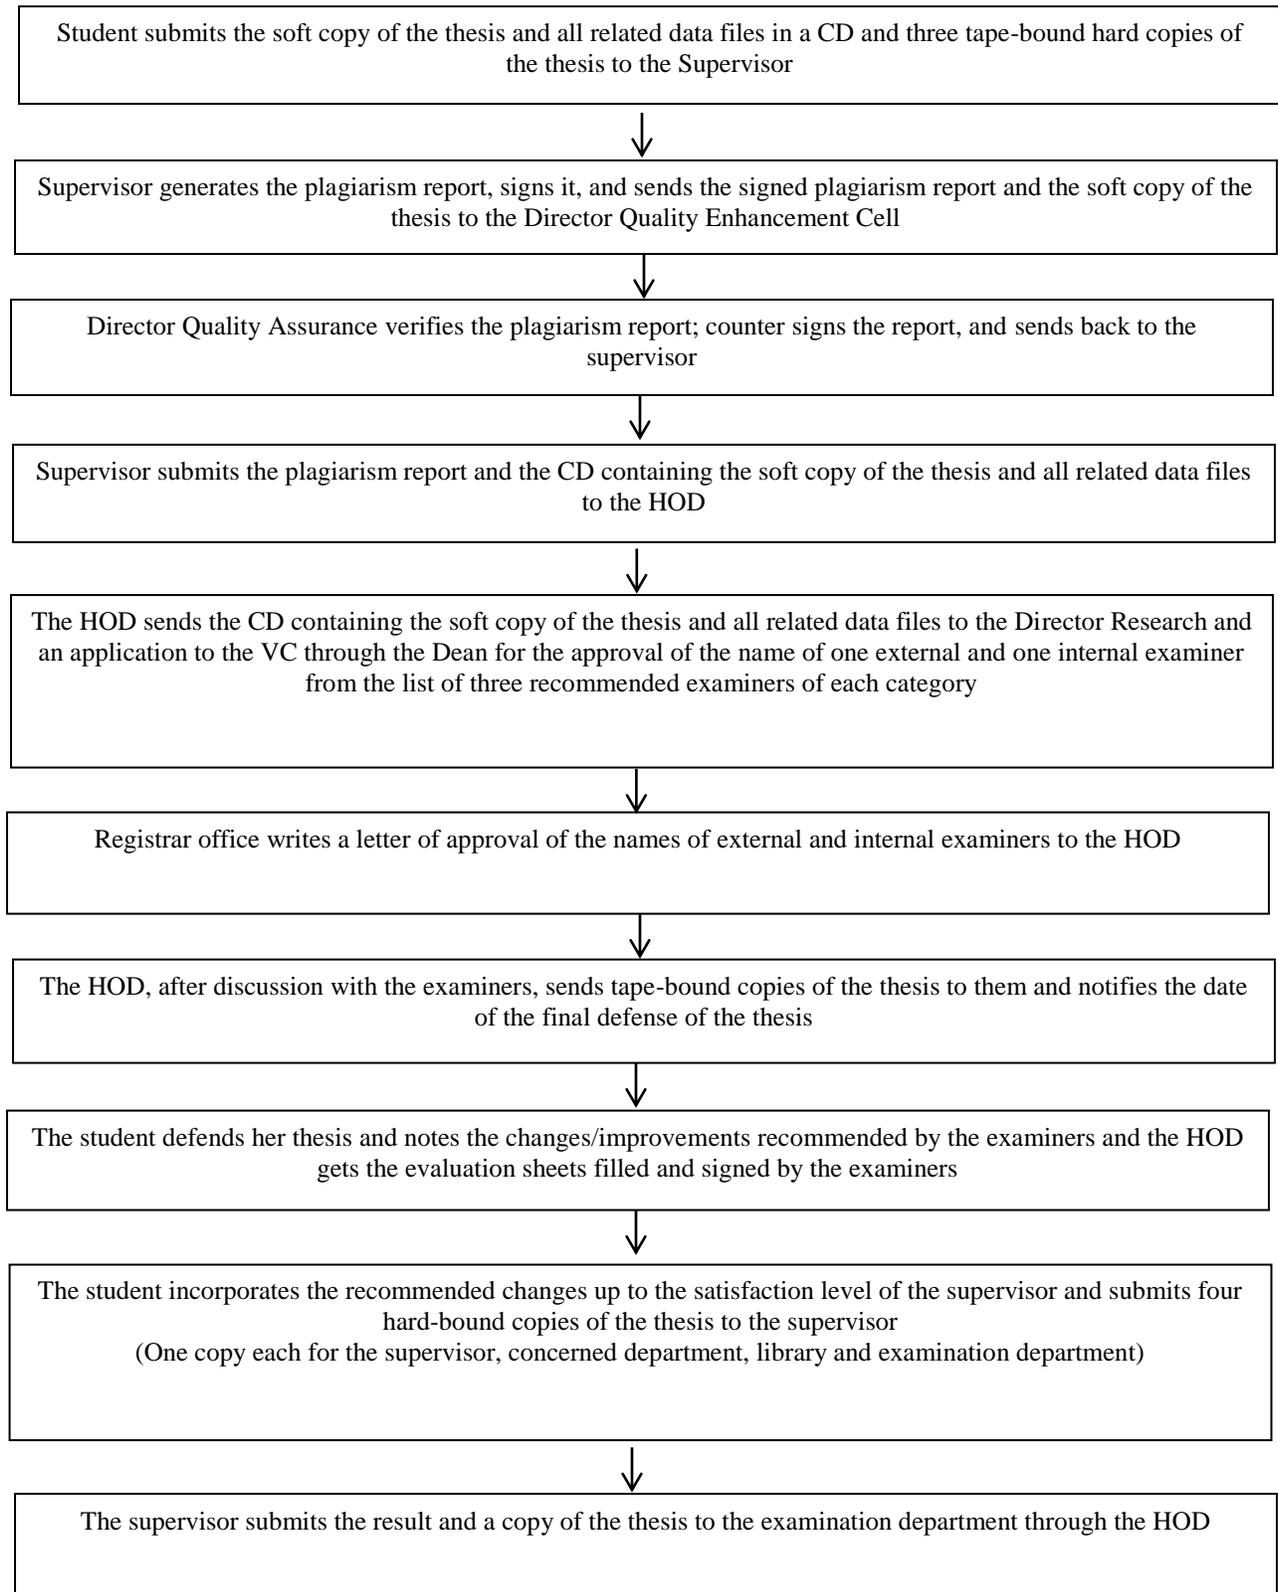 Student submits the soft copy of the thesis and all related data files in a CD and three tape-bound hard copies of
the thesis to the Supervisor
Supervisor generates the plagiarism report, signs it, and sends the signed plagiarism report and the soft copy of the
thesis to the Director Quality Enhancement Cell
Director Quality Assurance verifies the plagiarism report; counter signs the report, and sends back to the
supervisor
Supervisor submits the plagiarism report and the CD containing the soft copy of the thesis and all related data files
to the HOD
The HOD sends the CD containing the soft copy of the thesis and all related data files to the Director Research and
an application to the VC through the Dean for the approval of the name of one external and one internal examiner
from the list of three recommended examiners of each category
Registrar office writes a letter of approval of the names of external and internal examiners to the HOD
The HOD, after discussion with the examiners, sends tape-bound copies of the thesis to them and notifies the date
of the final defense of the thesis
The student defends her thesis and notes the changes/improvements recommended by the examiners and the HOD
gets the evaluation sheets filled and signed by the examiners
The student incorporates the recommended changes up to the satisfaction level of the supervisor and submits four
hard-bound copies of the thesis to the supervisor
(One copy each for the supervisor, concerned department, library and examination department)
The supervisor submits the result and a copy of the thesis to the examination department through the HOD